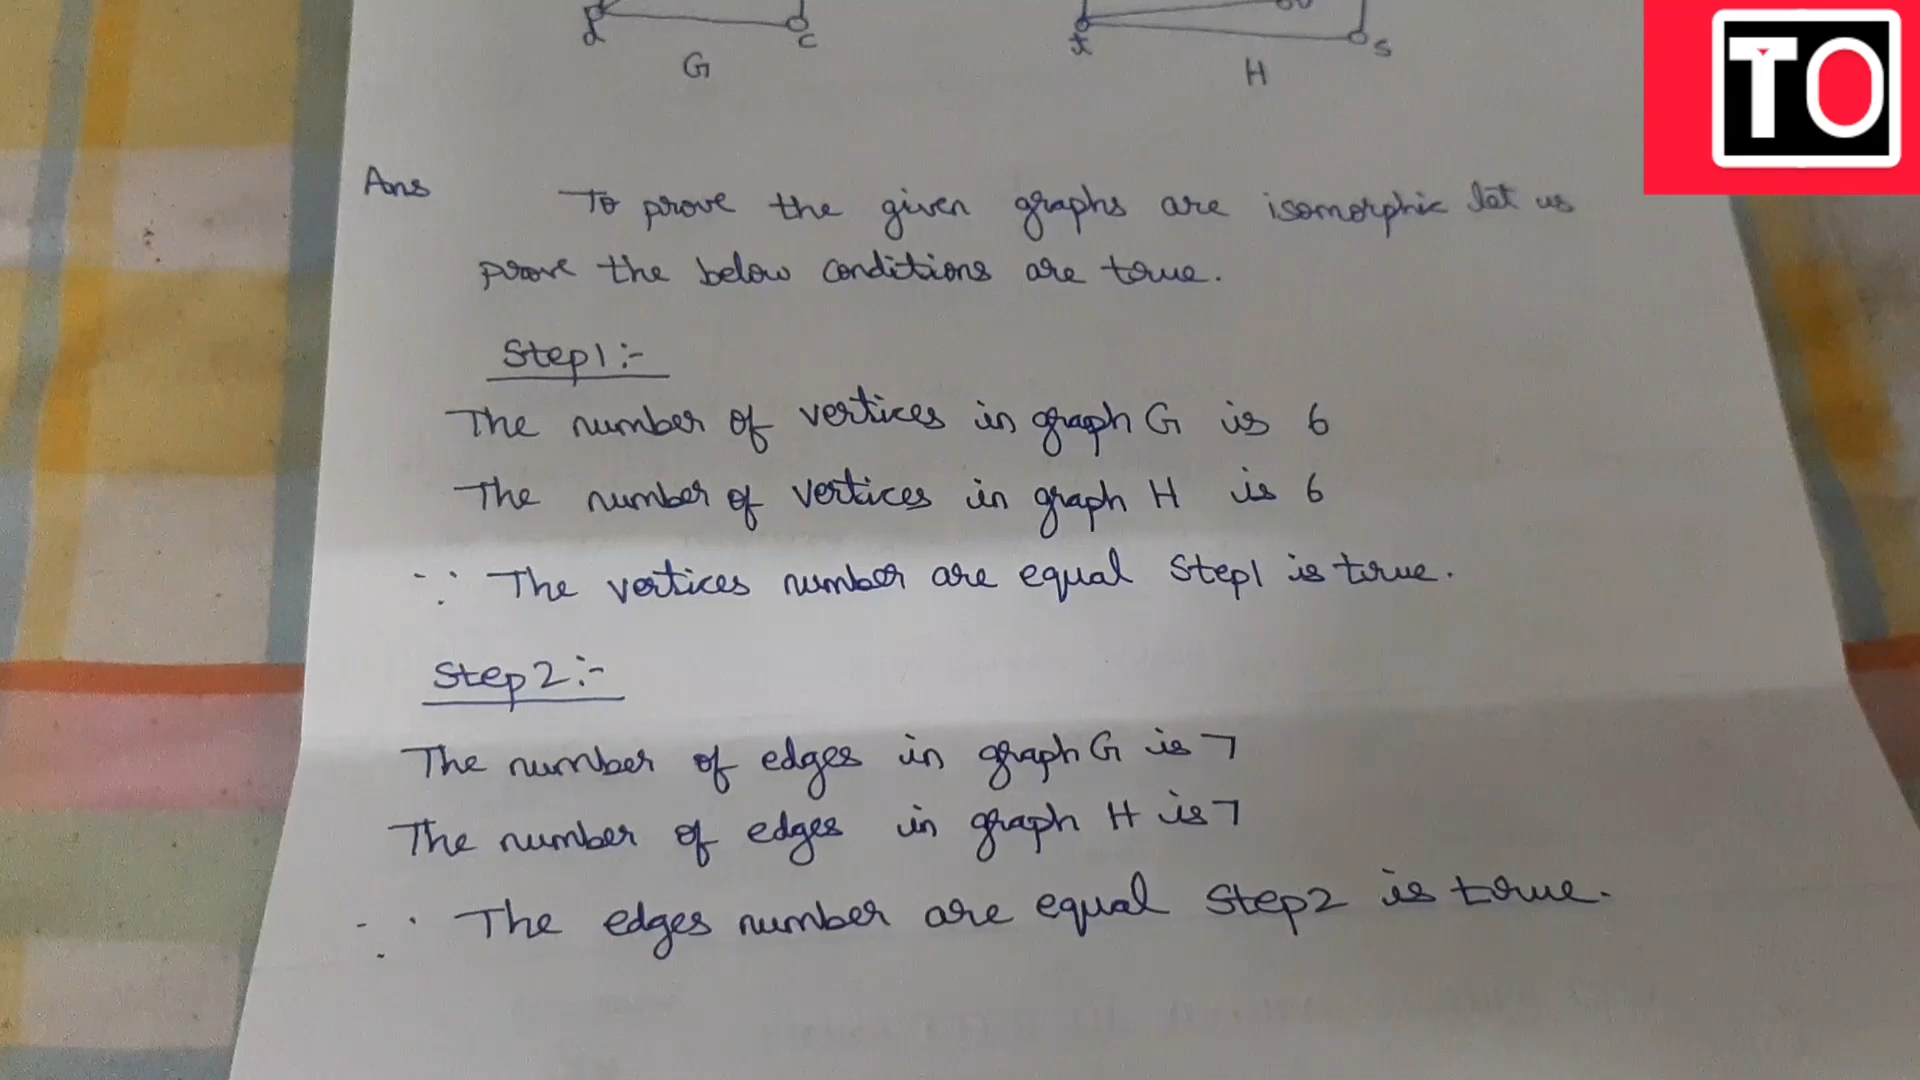 d c t s
G H
TO
Ans To prove the given graphs are isomorphic let us
prove the below conditions are true.
Step1:-
The number of vertices in graph G is 6
The number of vertices in graph H is 6
∵ The vertices number are equal Step1 is true.
Step2:-
The number of edges in graph G is 7
The number of edges in graph H is 7
∵ The edges number are equal Step2 is true.